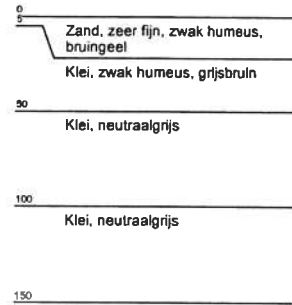 0
5
Zand, zeer fijn, zwak humeus,
bruingeel
Klei, zwak humeus, grijsbruin
50
Klei, neutraalgrijs
100
Klei, neutraalgrijs
150